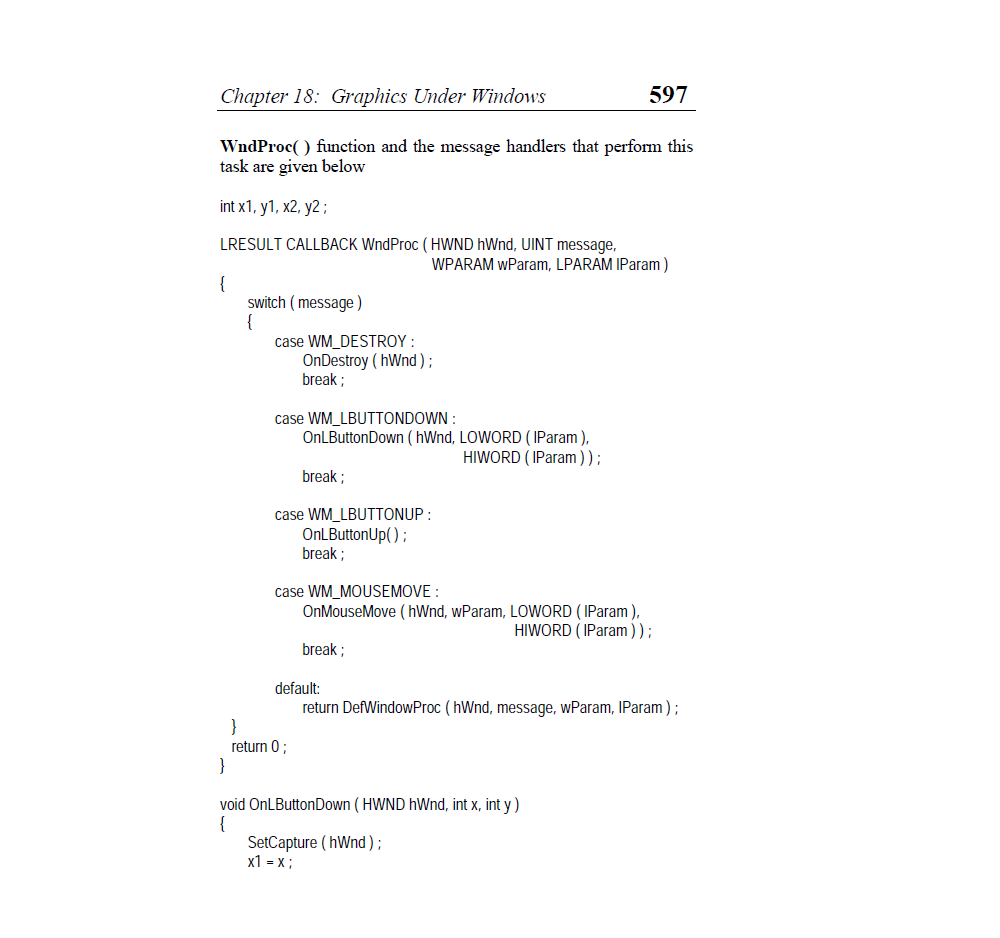 Chapter 18: Graphics Under Windows 597
WndProc( ) function and the message handlers that perform this
task are given below
int x1, y1, x2, y2 ;
LRESULT CALLBACK WndProc ( HWND hWnd, UINT message,
WPARAM wParam, LPARAM lParam )
{
switch ( message )
{
case WM_DESTROY :
OnDestroy ( hWnd ) ;
break ;
case WM_LBUTTONDOWN :
OnLButtonDown ( hWnd, LOWORD ( lParam ),
HIWORD ( lParam ) ) ;
break ;
case WM_LBUTTONUP :
OnLButtonUp( ) ;
break ;
case WM_MOUSEMOVE :
OnMouseMove ( hWnd, wParam, LOWORD ( lParam ),
HIWORD ( lParam ) ) ;
break ;
default:
return DefWindowProc ( hWnd, message, wParam, lParam ) ;
}
return 0 ;
}
void OnLButtonDown ( HWND hWnd, int x, int y )
{
SetCapture ( hWnd ) ;
x1 = x ;